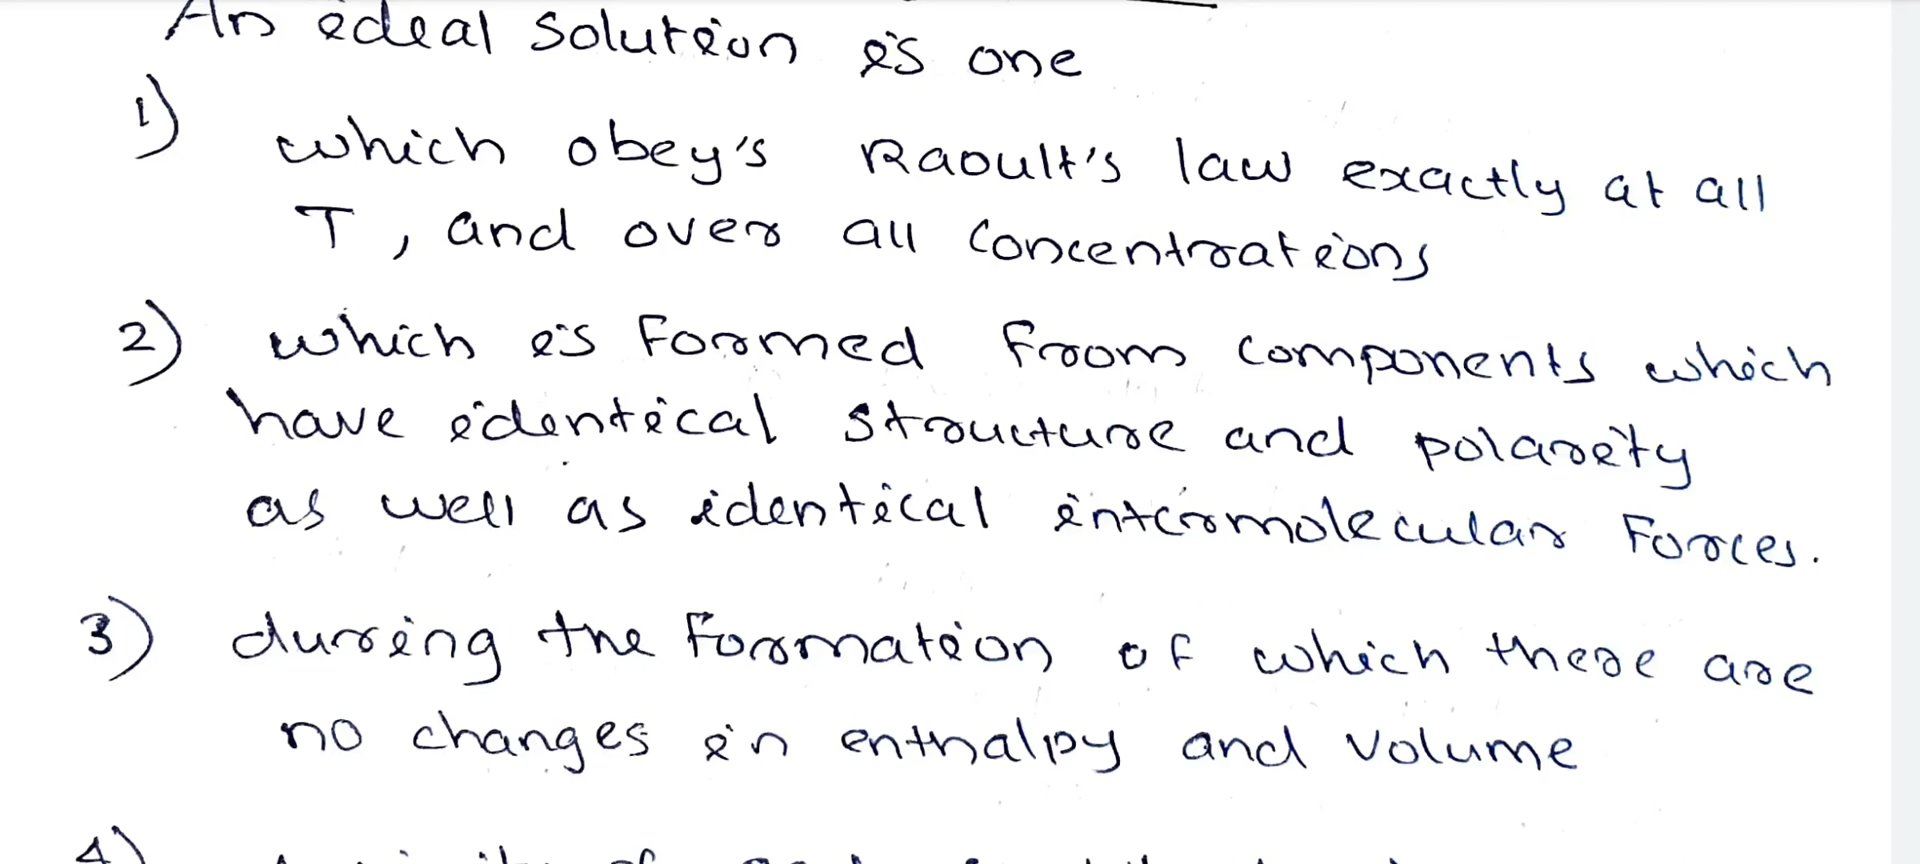 An ideal solution is one
1) which obey's Raoult's law exactly at all
T, and over all concentrations
2) which is formed from components which
have identical structure and polarity
as well as identical intermolecular forces.
3) during the formation of which there are
no changes in enthalpy and volume
4)